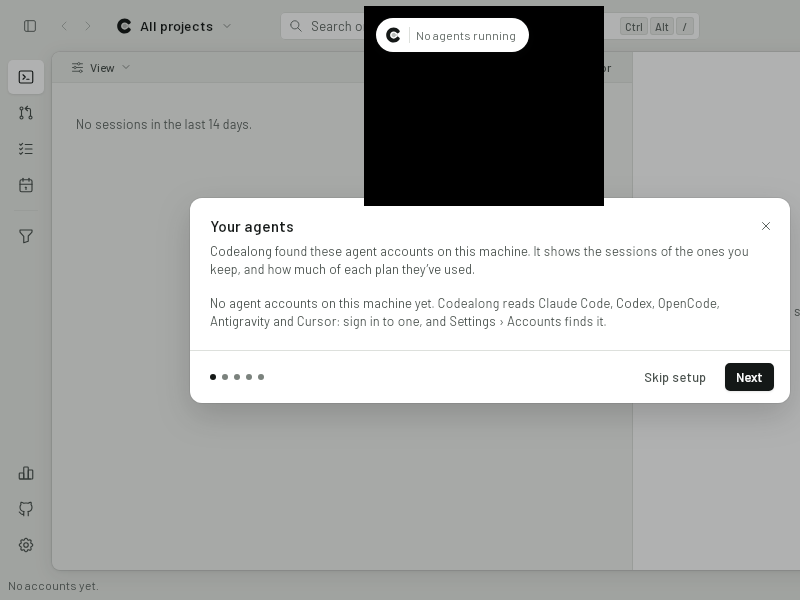 All projects
Search o
Ctrl Alt /
No agents running
View
or
No sessions in the last 14 days.
Your agents
Codealong found these agent accounts on this machine. It shows the sessions of the ones you
keep, and how much of each plan they've used.
No agent accounts on this machine yet. Codealong reads Claude Code, Codex, OpenCode,
Antigravity and Cursor: sign in to one, and Settings › Accounts finds it.
s
Skip setup
Next
No accounts yet.